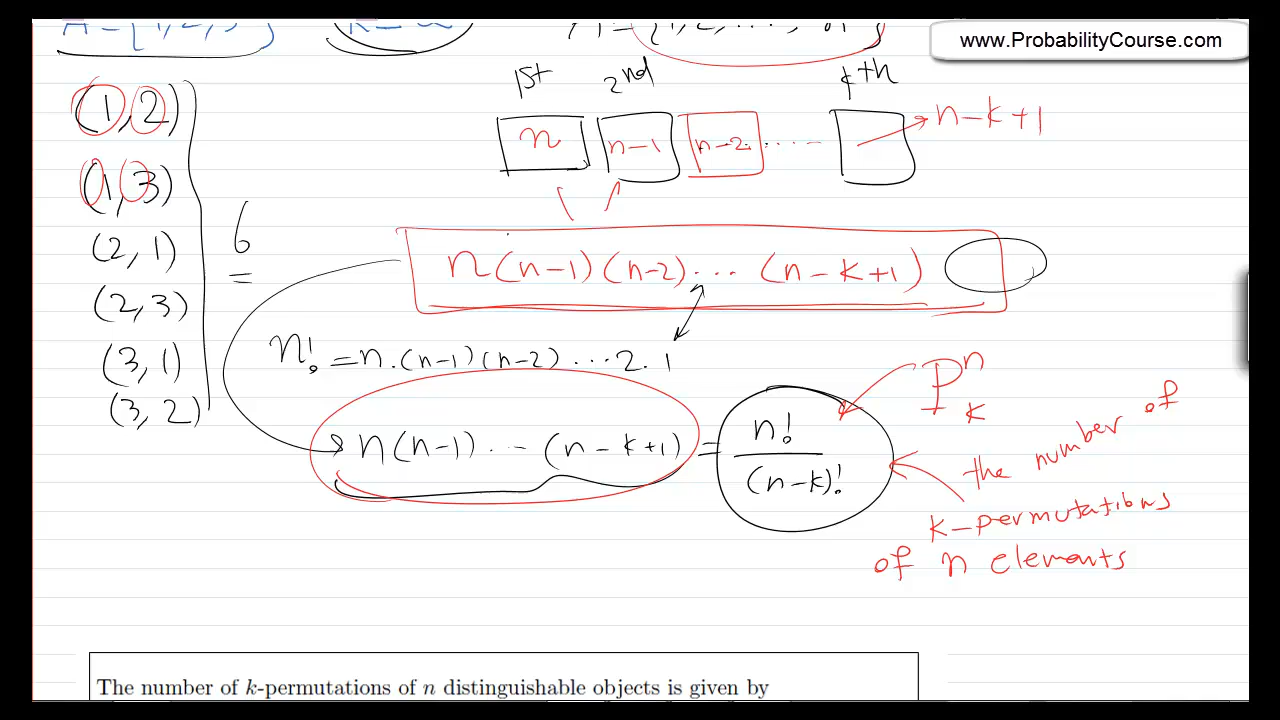 www.ProbabilityCourse.com
1st 2nd kth
(1,2)
n n-1 n-2 ... → n-k+1
(1,3)
(2,1)
6
n(n-1)(n-2)...(n-k+1)
(2,3)
n! = n.(n-1)(n-2)...2.1
(3,1)
(3,2)
P^n_k
n(n-1)...(n-k+1) = n!/(n-k)!
the number of
k-permutations
of n elements
The number of k-permutations of n distinguishable objects is given by